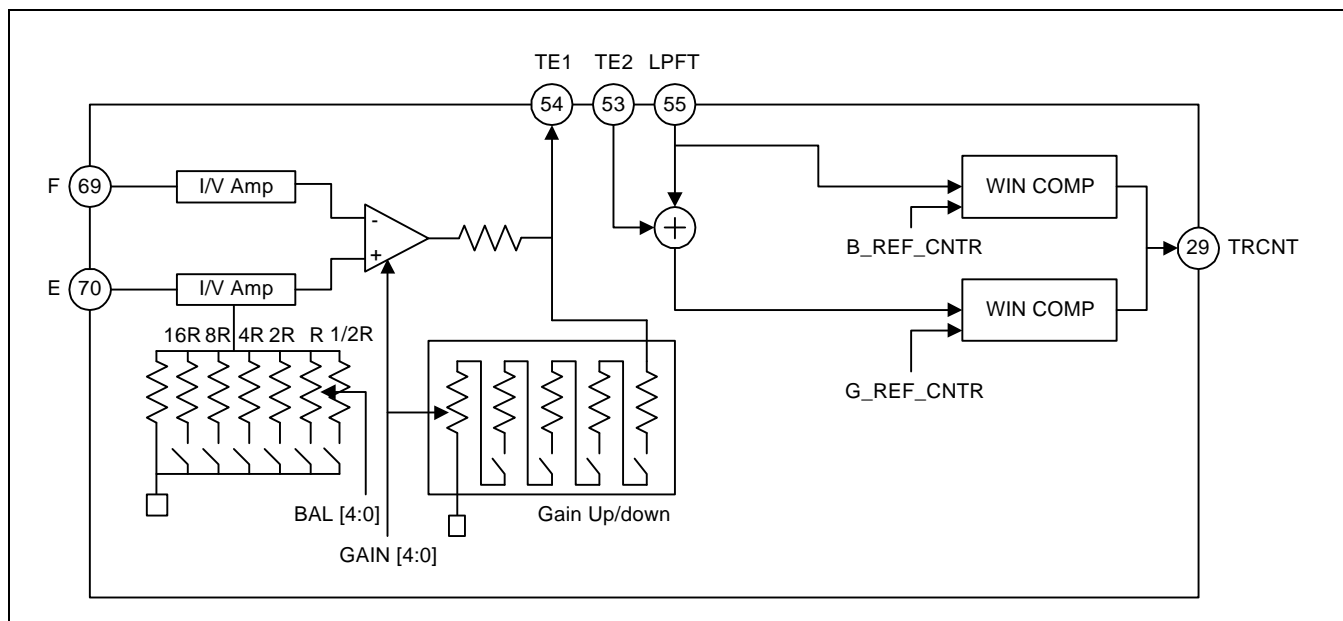 TE1 TE2 LPFT
54 53 55
F 69 I/V Amp
WIN COMP
-
+
B_REF_CNTR
29 TRCNT
E 70 I/V Amp
WIN COMP
16R 8R 4R 2R R 1/2R
G_REF_CNTR
BAL [4:0]
Gain Up/down
GAIN [4:0]